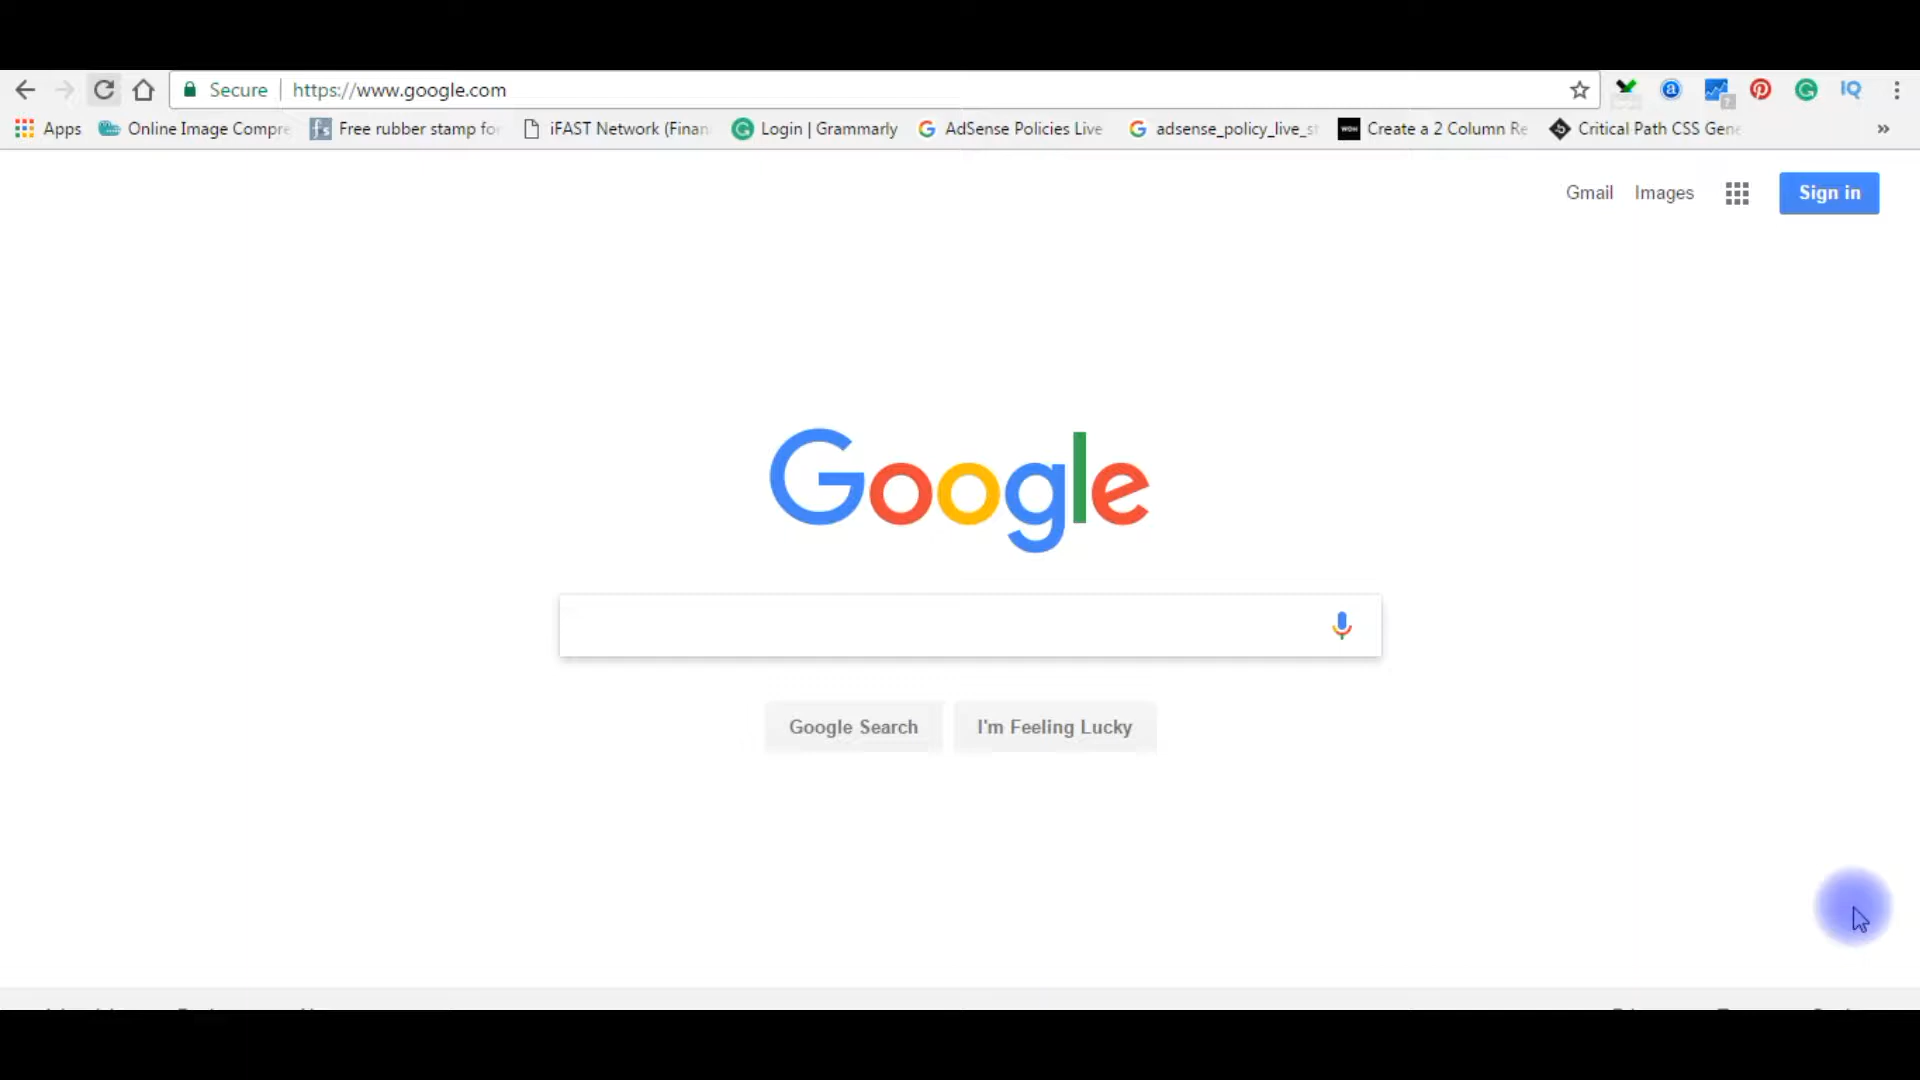 Secure https://www.google.com IQ
Apps Online Image Compre Free rubber stamp fo iFAST Network (Finan Login | Grammarly AdSense Policies Live adsense_policy_live_s Create a 2 Column Re Critical Path CSS Gene »
Gmail Images Sign in
Google
Google Search I'm Feeling Lucky